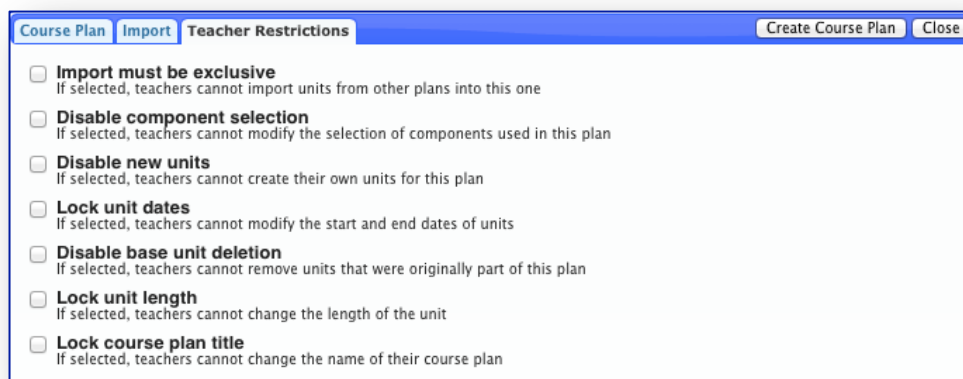 Course Plan Import Teacher Restrictions Create Course Plan Close
Import must be exclusive
If selected, teachers cannot import units from other plans into this one
Disable component selection
If selected, teachers cannot modify the selection of components used in this plan
Disable new units
If selected, teachers cannot create their own units for this plan
Lock unit dates
If selected, teachers cannot modify the start and end dates of units
Disable base unit deletion
If selected, teachers cannot remove units that were originally part of this plan
Lock unit length
If selected, teachers cannot change the length of the unit
Lock course plan title
If selected, teachers cannot change the name of their course plan